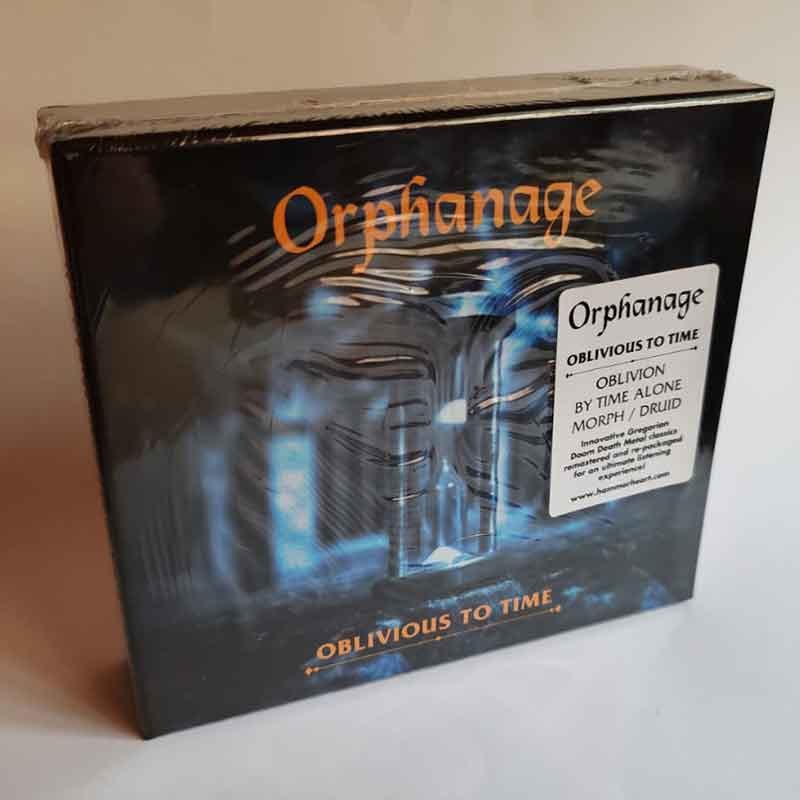 Orphanage
OBLIVIOUS TO TIME
Orphanage
OBLIVIOUS TO TIME
OBLIVION
BY TIME ALONE
MORPH / DRUID
Innovative Gregorian
Doom Death Metal classics
remastered and re-packaged
for an ultimate listening
experience!
www.hammerheart.com